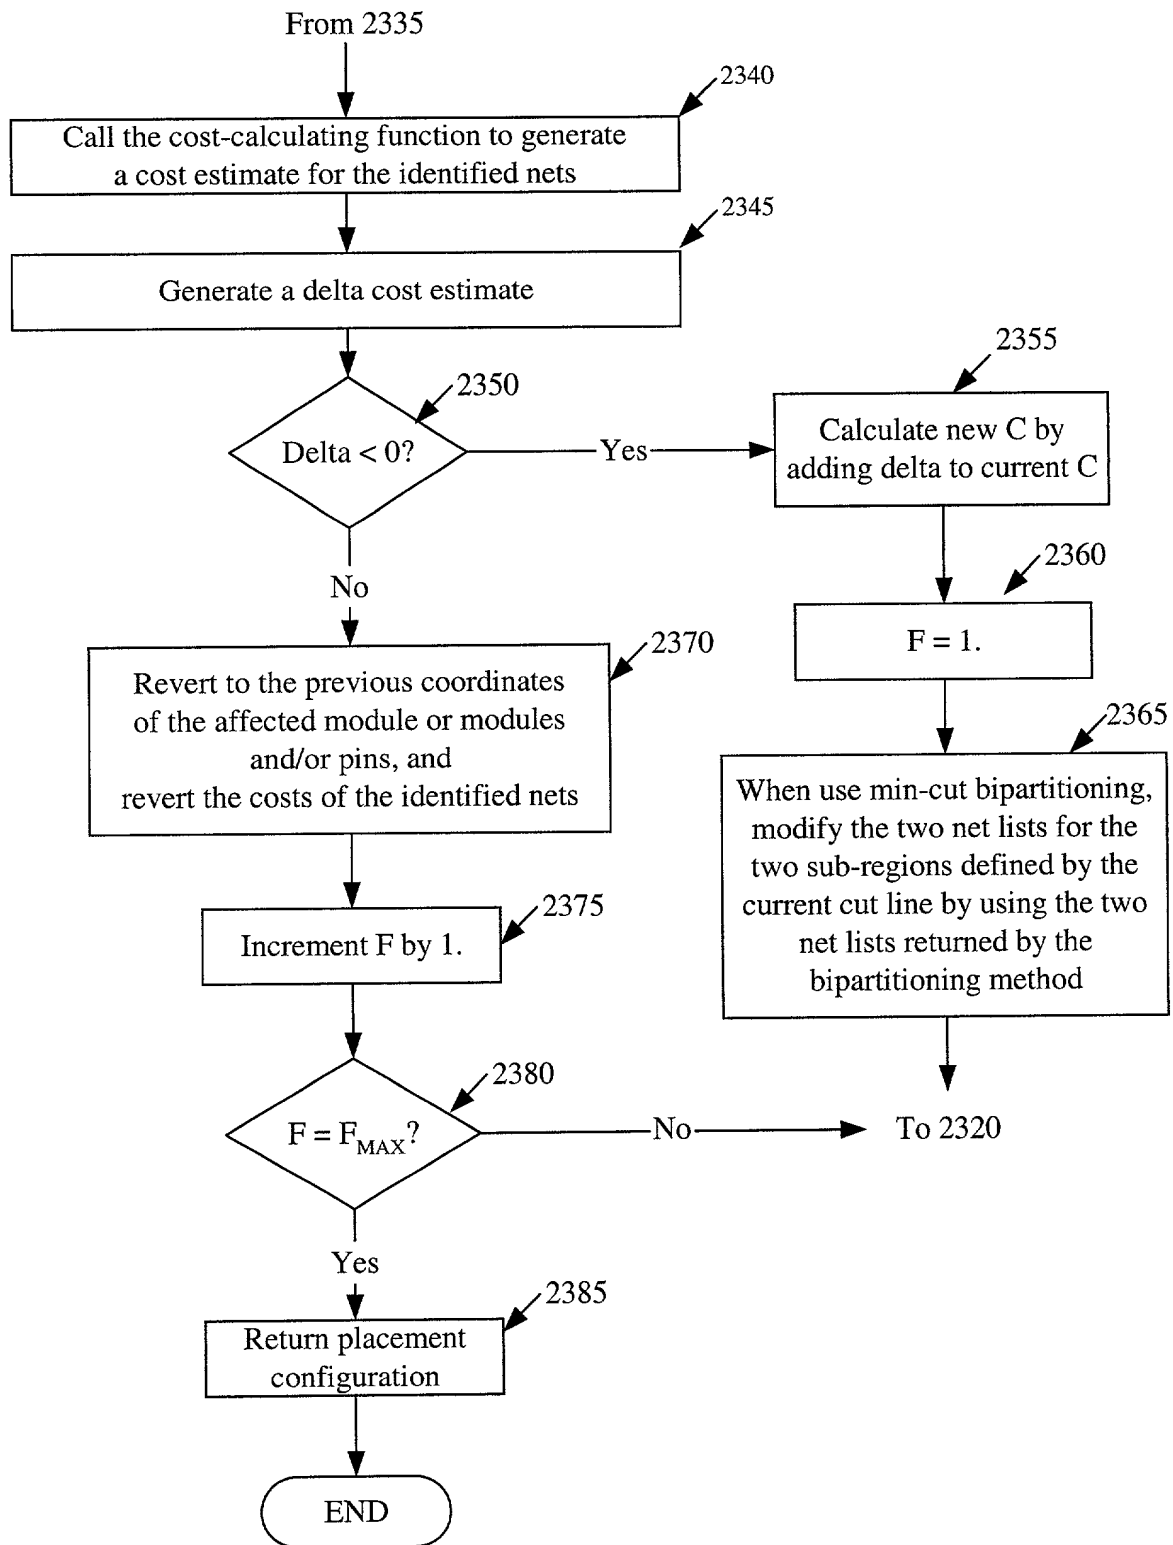 From 2335
2340
Call the cost-calculating function to generate
a cost estimate for the identified nets
2345
Generate a delta cost estimate
2350
Delta < 0?
Yes
2355
Calculate new C by
adding delta to current C
No
2360
F = 1.
2370
Revert to the previous coordinates
of the affected module or modules
and/or pins, and
revert the costs of the identified nets
2365
When use min-cut bipartitioning,
modify the two net lists for the
two sub-regions defined by the
current cut line by using the two
net lists returned by the
bipartitioning method
2375
Increment F by 1.
2380
F = FMAX?
No
To 2320
Yes
2385
Return placement
configuration
END